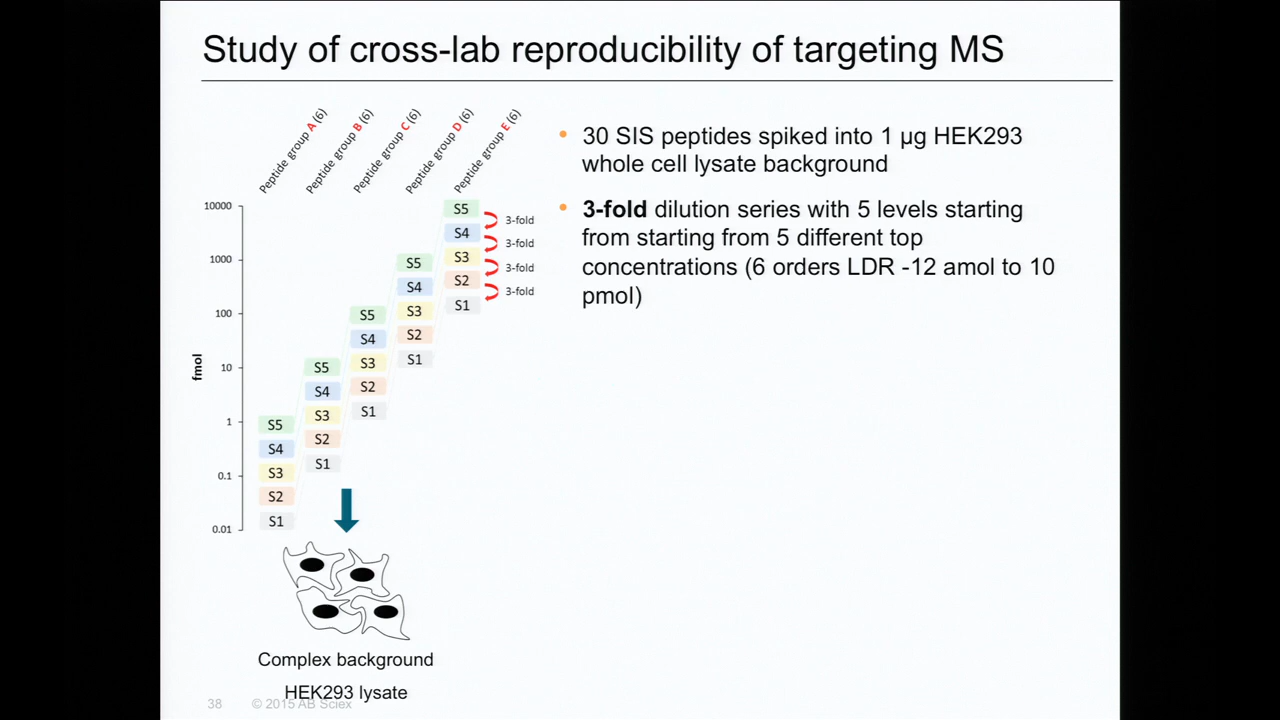 Study of cross-lab reproducibility of targeting MS
Peptide group A (6)
Peptide group B (6)
Peptide group C (6)
Peptide group D (6)
Peptide group E (6)
30 SIS peptides spiked into 1 µg HEK293
whole cell lysate background
3-fold dilution series with 5 levels starting
from starting from 5 different top
concentrations (6 orders LDR -12 amol to 10
pmol)
fmol
10000
1000
100
10
1
0.1
0.01
S5
S4
S3
S2
S1
S5
S4
S3
S2
S1
S5
S4
S3
S2
S1
S5
S4
S3
S2
S1
S5
S4
S3
S2
S1
3-fold
3-fold
3-fold
3-fold
Complex background
HEK293 lysate
38 © 2015 AB Sciex